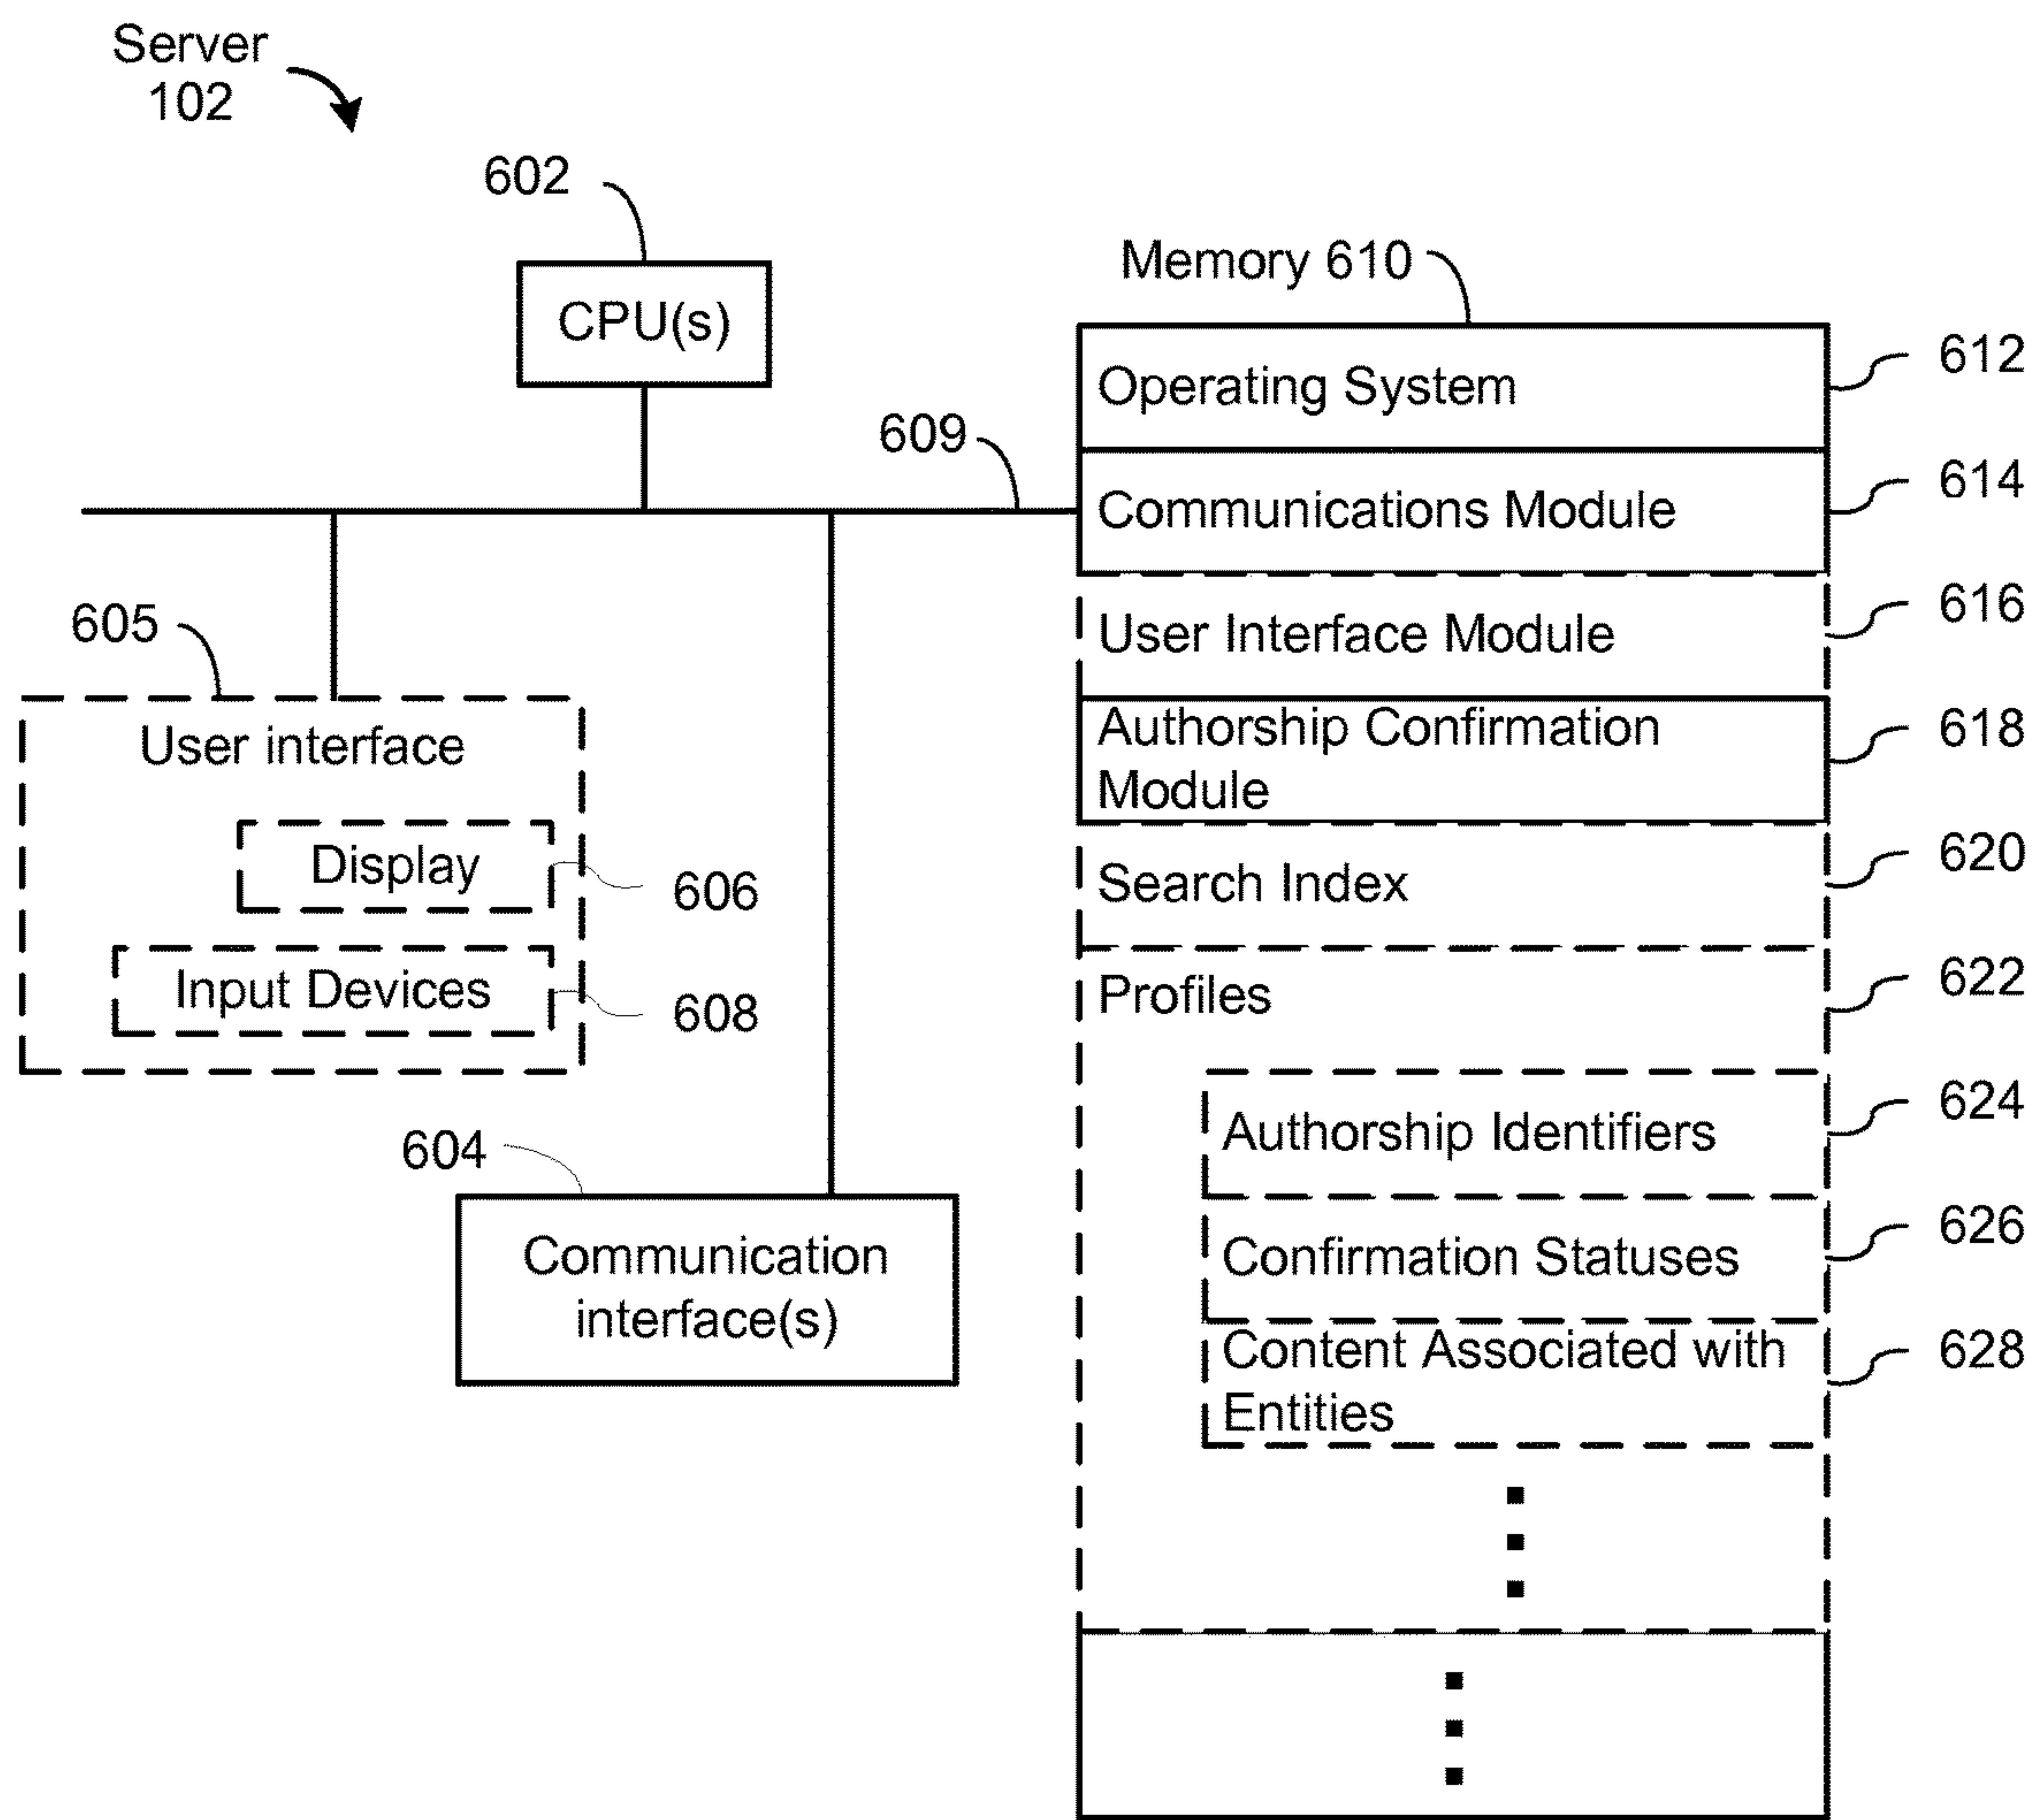 Server
102
602
CPU(s)
609
Memory 610
Operating System
612
Communications Module
614
User Interface Module
616
Authorship Confirmation
Module
618
Search Index
620
Profiles
622
Authorship Identifiers
624
Confirmation Statuses
626
Content Associated with
Entities
628
605
User interface
Display
606
Input Devices
608
604
Communication
interface(s)